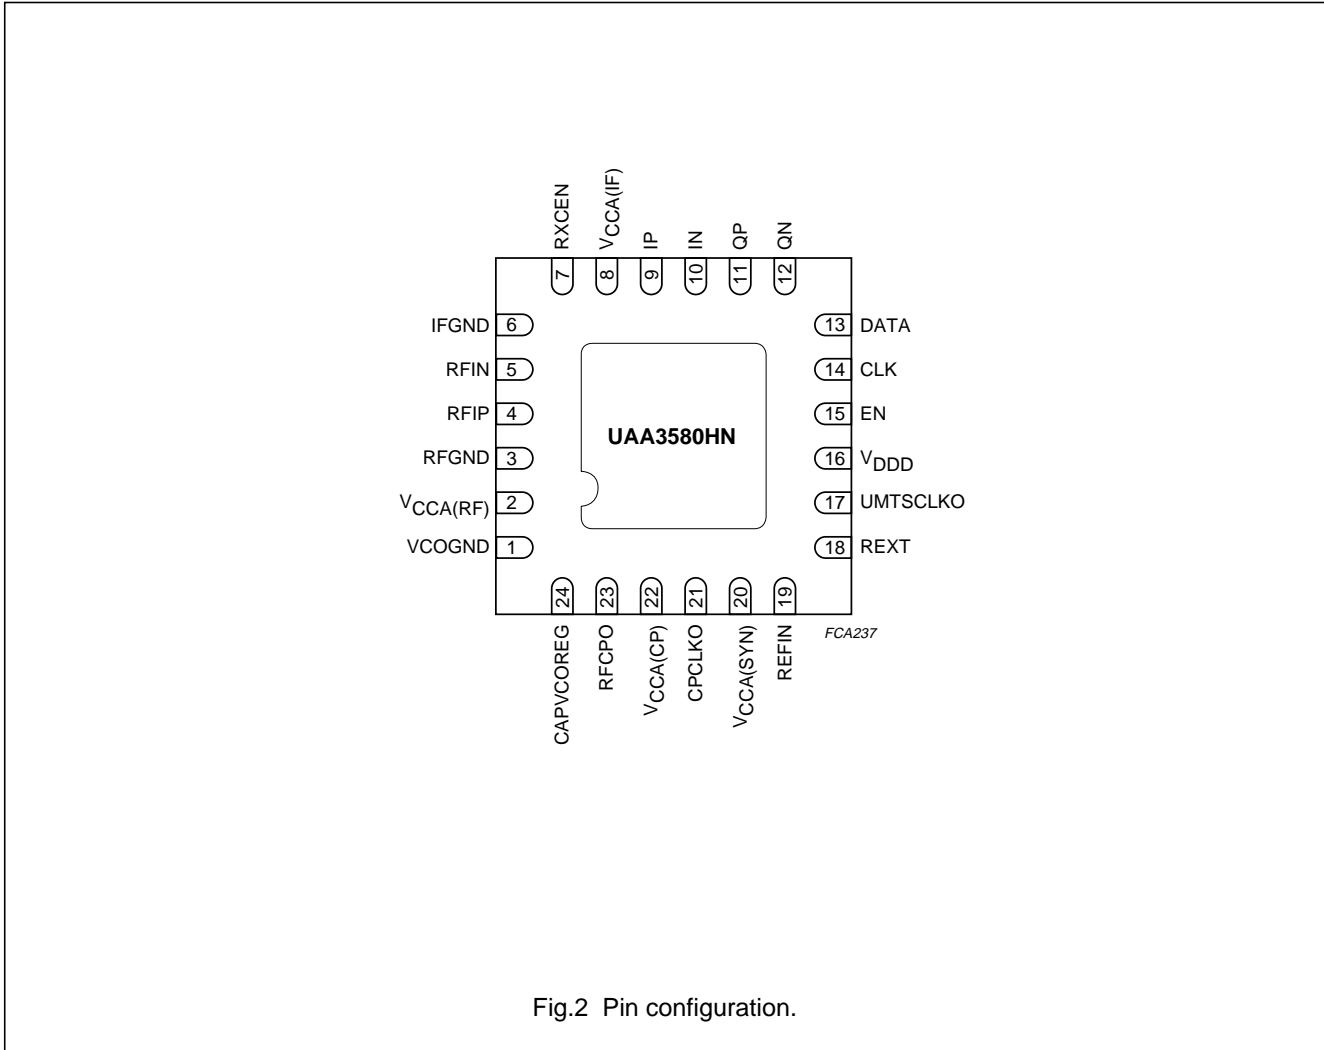 RXCEN
VCCA(IF)
IP
IN
QP
QN
7
8
9
10
11
12
IFGND 6
13 DATA
RFIN 5
14 CLK
RFIP 4
15 EN
UAA3580HN
RFGND 3
16 VDDD
VCCA(RF) 2
17 UMTSCLKO
VCOGND 1
18 REXT
24
23
22
21
20
19
CAPVCOREG
RFCPO
VCCA(CP)
CPCLKO
VCCA(SYN)
REFIN
FCA237
Fig.2 Pin configuration.